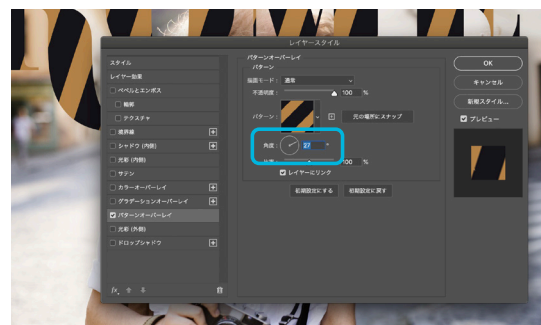 レイヤースタイル
スタイル
レイヤー効果
ベベルとエンボス
輪郭
テクスチャ
境界線
シャドウ (内側)
光彩 (内側)
サテン
カラーオーバーレイ
グラデーションオーバーレイ
パターンオーバーレイ
光彩 (外側)
ドロップシャドウ
fx
パターンオーバーレイ
パターン
描画モード : 通常
不透明度 : 100 %
パターン : 元の場所にスナップ
角度 : 27 °
100 %
レイヤーにリンク
初期設定にする 初期設定に戻す
OK
キャンセル
新規スタイル...
プレビュー